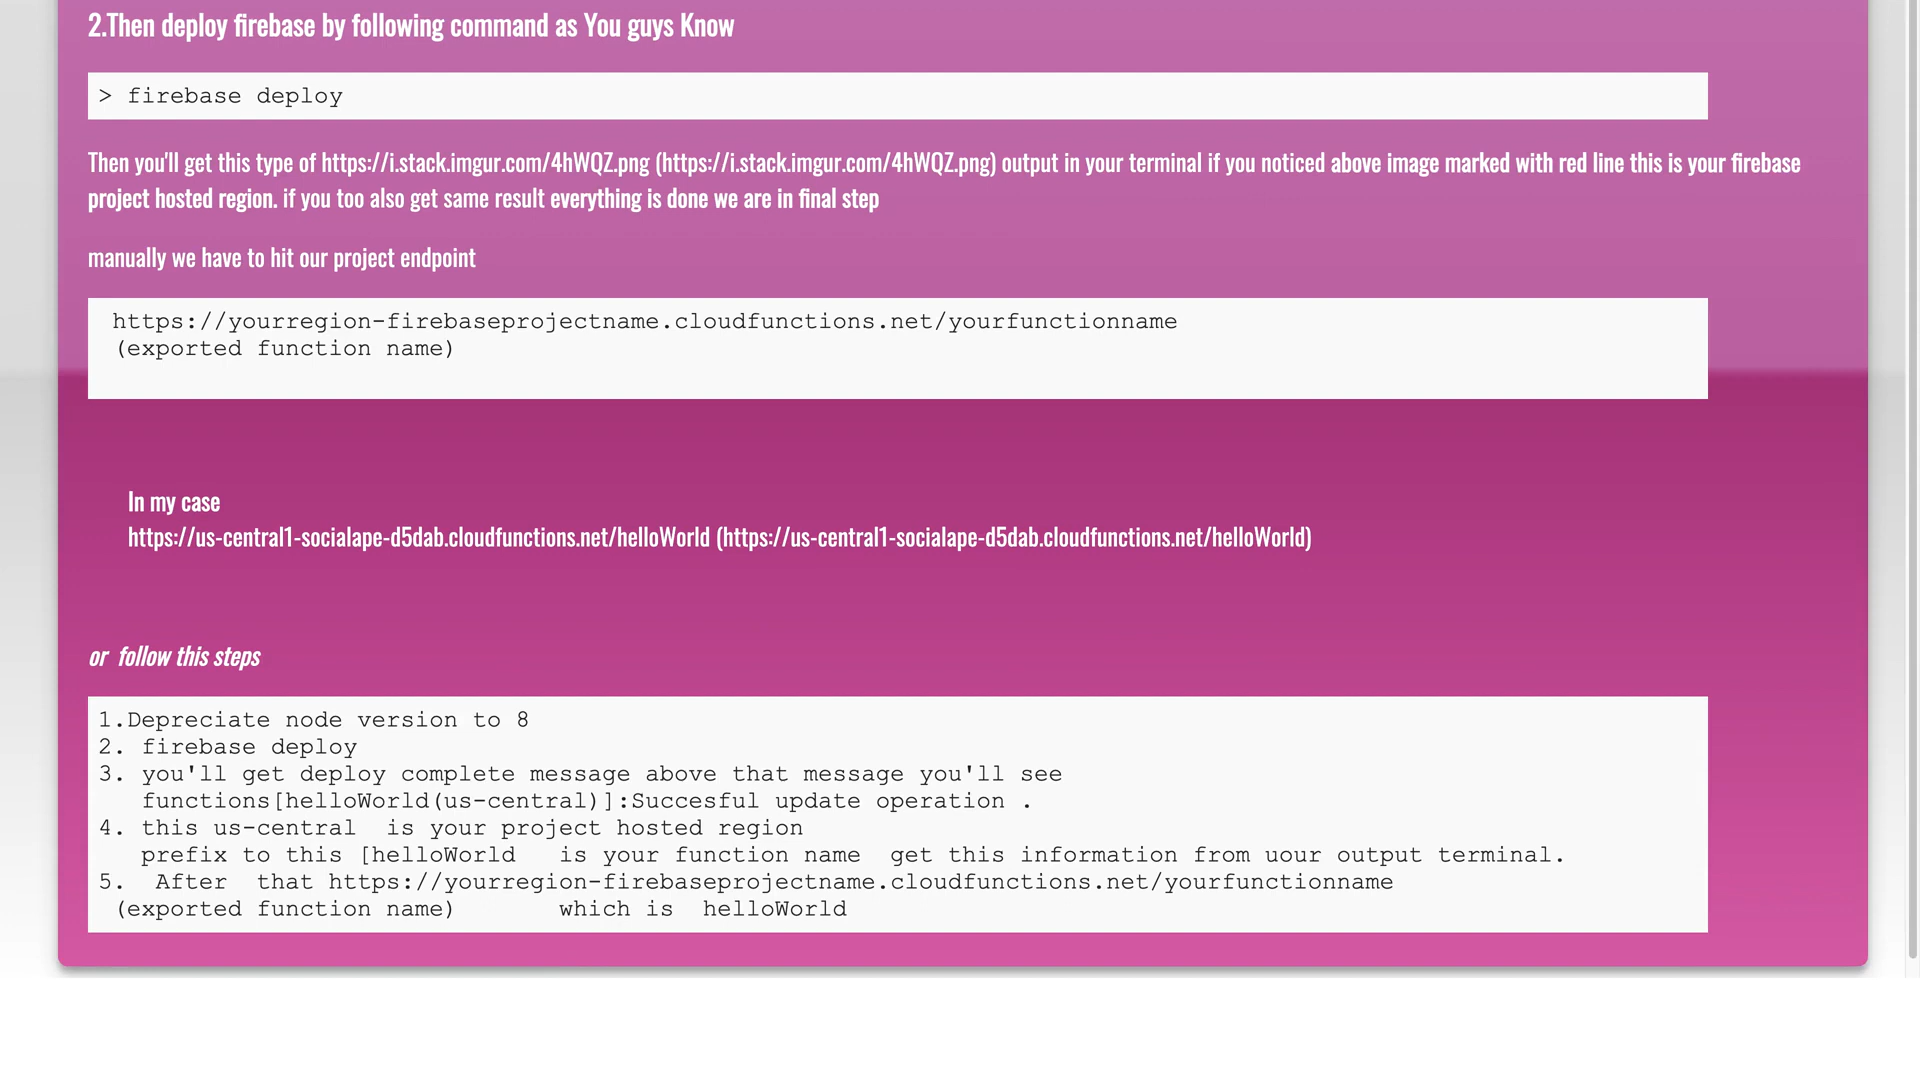 2.Then deploy firebase by following command as You guys Know
> firebase deploy
Then you'll get this type of https://i.stack.imgur.com/4hWQZ.png (https://i.stack.imgur.com/4hWQZ.png) output in your terminal if you noticed above image marked with red line this is your firebase
project hosted region. if you too also get same result everything is done we are in final step
manually we have to hit our project endpoint
https://yourregion-firebaseprojectname.cloudfunctions.net/yourfunctionname
(exported function name)
In my case
https://us-central1-socialape-d5dab.cloudfunctions.net/helloWorld (https://us-central1-socialape-d5dab.cloudfunctions.net/helloWorld)
or follow this steps
1.Depreciate node version to 8
2. firebase deploy
3. you'll get deploy complete message above that message you'll see
functions[helloWorld(us-central)]:Succesful update operation .
4. this us-central  is your project hosted region
prefix to this [helloWorld   is your function name  get this information from uour output terminal.
5.  After  that https://yourregion-firebaseprojectname.cloudfunctions.net/yourfunctionname
(exported function name)       which is  helloWorld